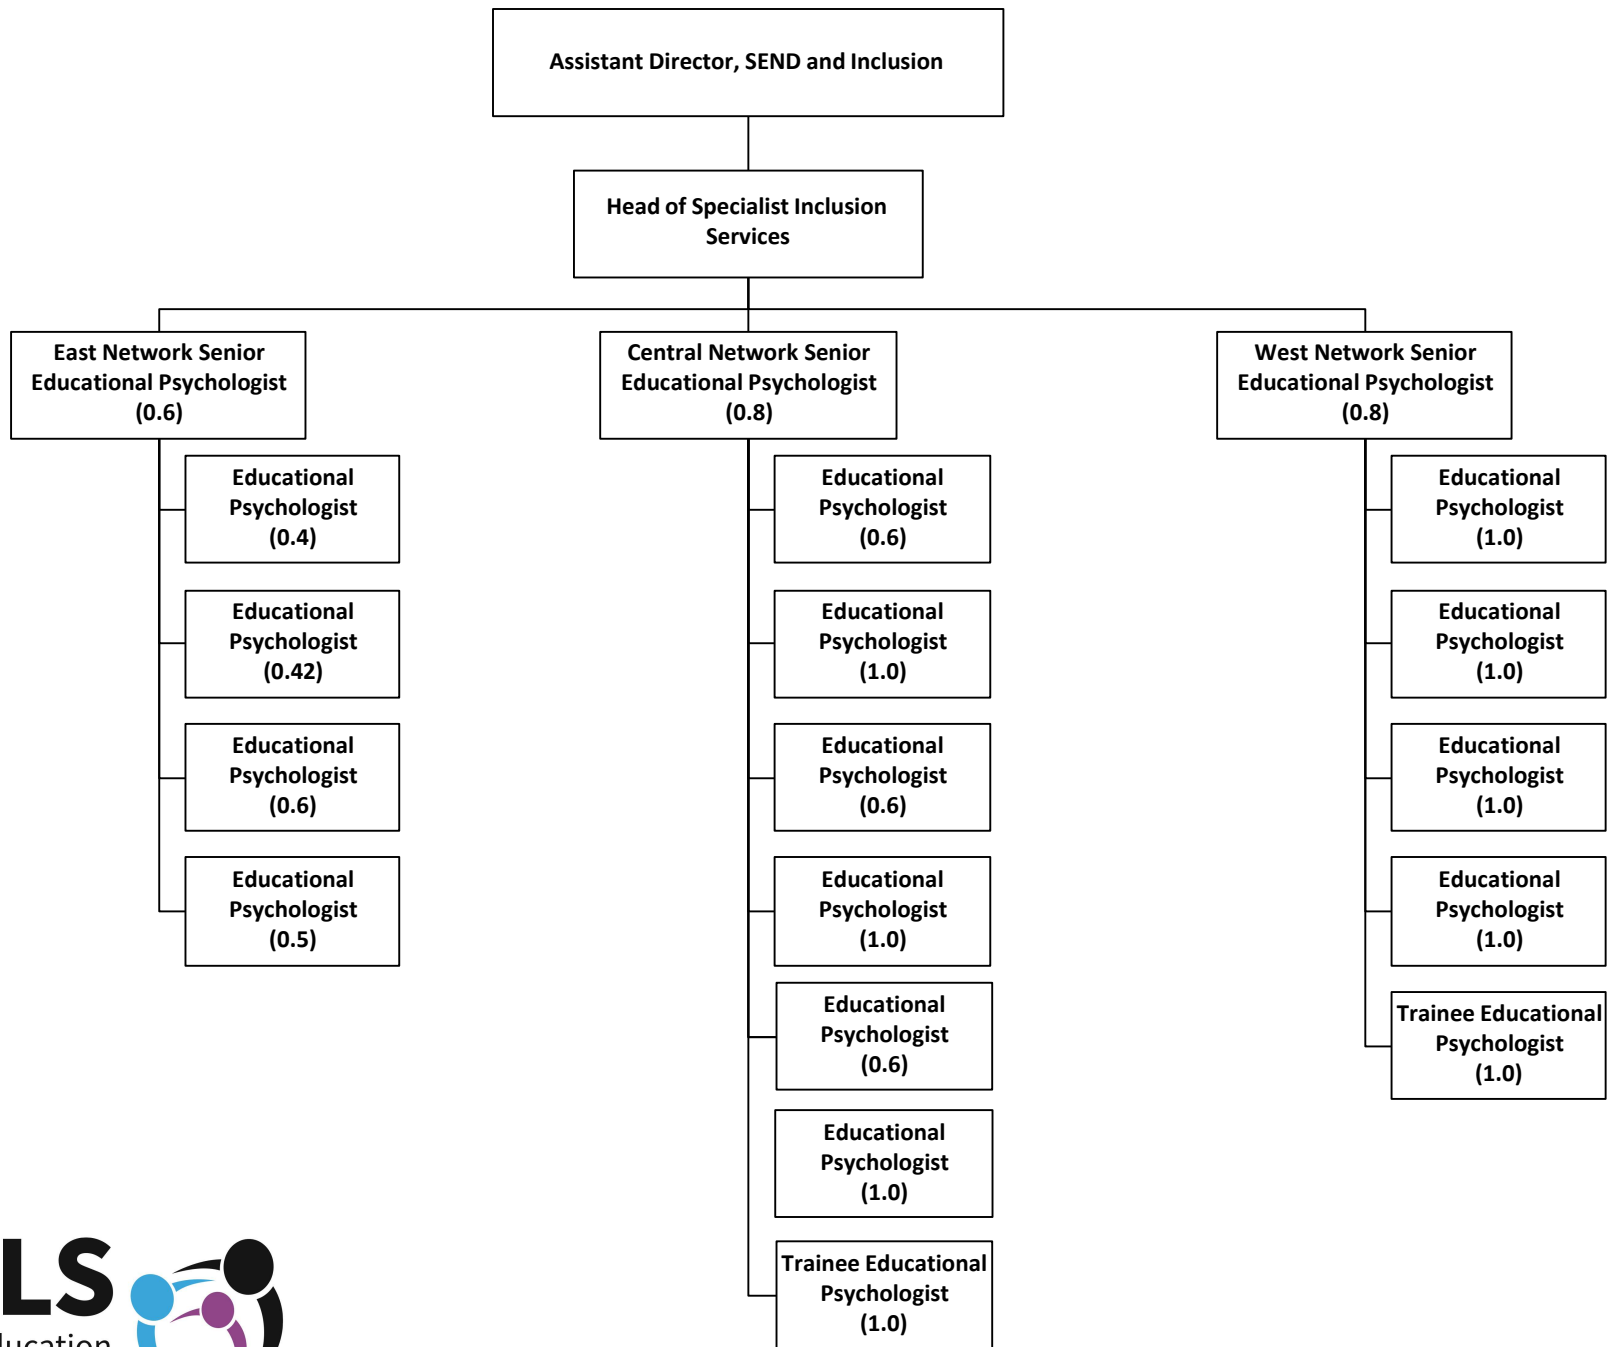 Assistant Director, SEND and Inclusion
Head of Specialist Inclusion
Services
East Network Senior
Educational Psychologist
(0.6)
Educational
Psychologist
(0.4)
Educational
Psychologist
(0.42)
Educational
Psychologist
(0.6)
Educational
Psychologist
(0.5)
Central Network Senior
Educational Psychologist
(0.8)
Educational
Psychologist
(0.6)
Educational
Psychologist
(1.0)
Educational
Psychologist
(0.6)
Educational
Psychologist
(1.0)
Educational
Psychologist
(0.6)
Educational
Psychologist
(1.0)
Trainee Educational
Psychologist
(1.0)
West Network Senior
Educational Psychologist
(0.8)
Educational
Psychologist
(1.0)
Educational
Psychologist
(1.0)
Educational
Psychologist
(1.0)
Educational
Psychologist
(1.0)
Trainee Educational
Psychologist
(1.0)
LS